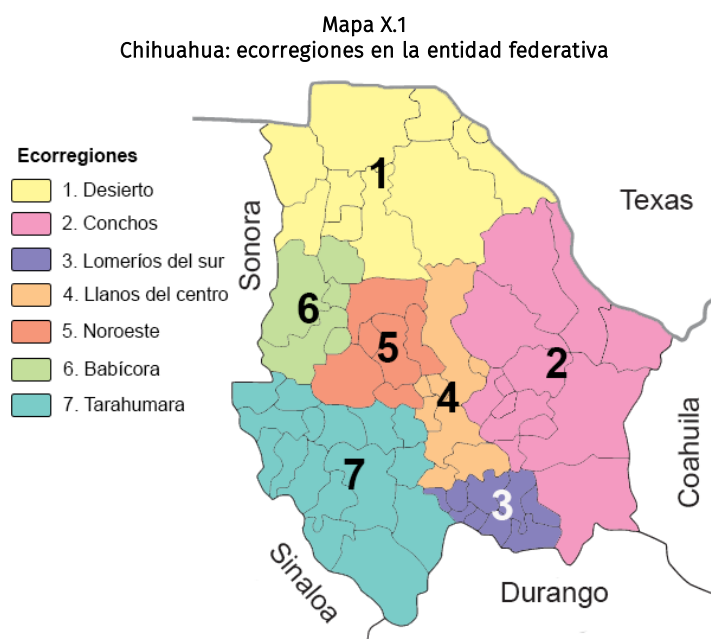 Mapa X.1
Chihuahua: ecorregiones en la entidad federativa
Ecorregiones
1. Desierto
2. Conchos
3. Lomeríos del sur
4. Llanos del centro
5. Noroeste
6. Babícora
7. Tarahumara
1
Texas
Sonora
6
5
2
4
Coahuila
7
3
Sinaloa
Durango